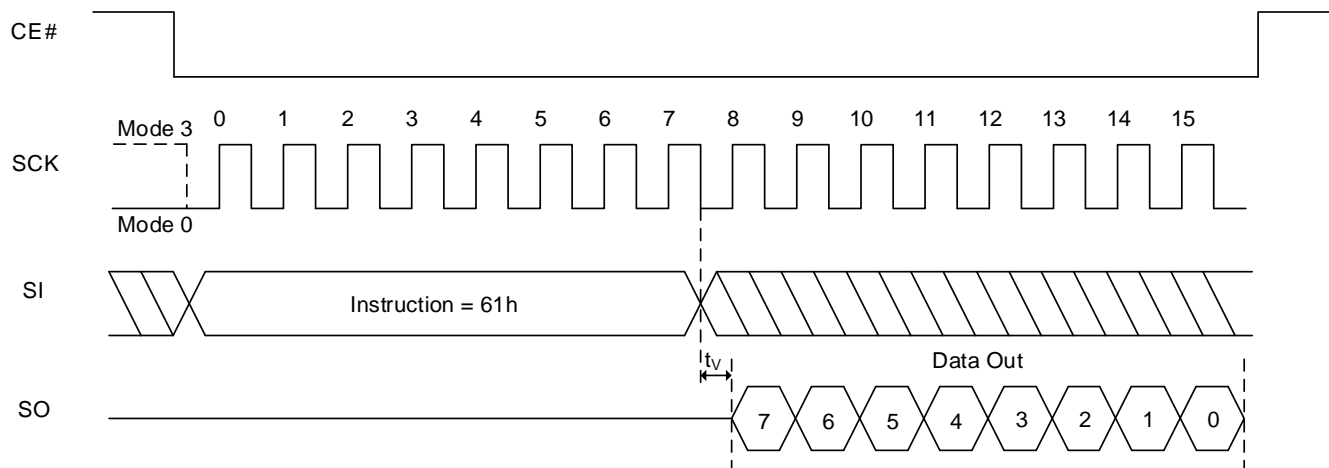 CE#
0 1 2 3 4 5 6 7 8 9 10 11 12 13 14 15
Mode 3
SCK
Mode 0
SI
Instruction = 61h
tV
Data Out
SO
7 6 5 4 3 2 1 0